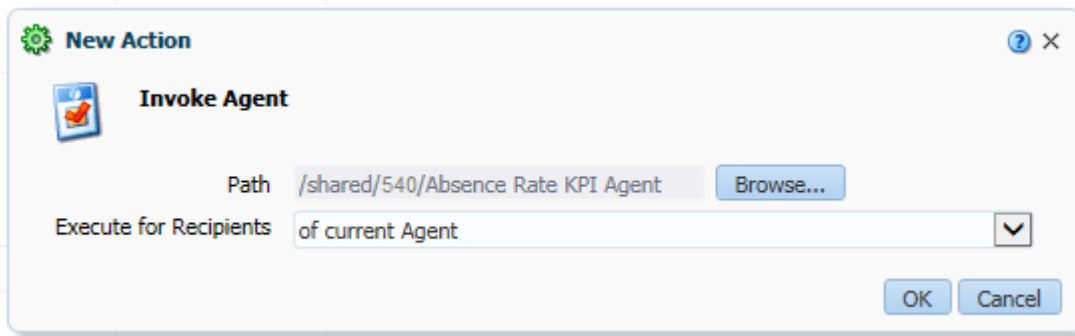 New Action
?
Invoke Agent
Path /shared/540/Absence Rate KPI Agent Browse...
Execute for Recipients of current Agent
OK Cancel